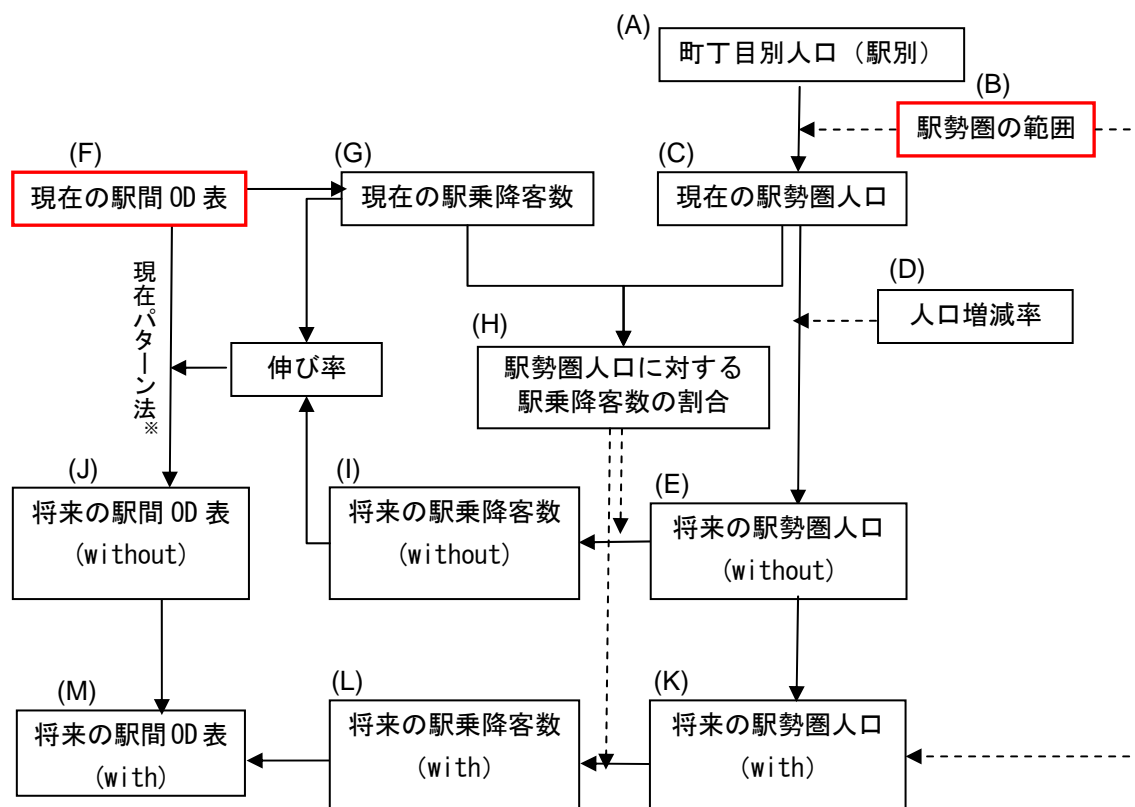 (A)
町丁目別人口（駅別）
(B)
駅勢圏の範囲
(F)
現在の駅間 OD 表
(G)
現在の駅乗降客数
(C)
現在の駅勢圏人口
現在パターン法※
(D)
人口増減率
(H)
駅勢圏人口に対する
駅乗降客数の割合
伸び率
(J)
将来の駅間 OD 表
(without)
(I)
将来の駅乗降客数
(without)
(E)
将来の駅勢圏人口
(without)
(M)
将来の駅間 OD 表
(with)
(L)
将来の駅乗降客数
(with)
(K)
将来の駅勢圏人口
(with)